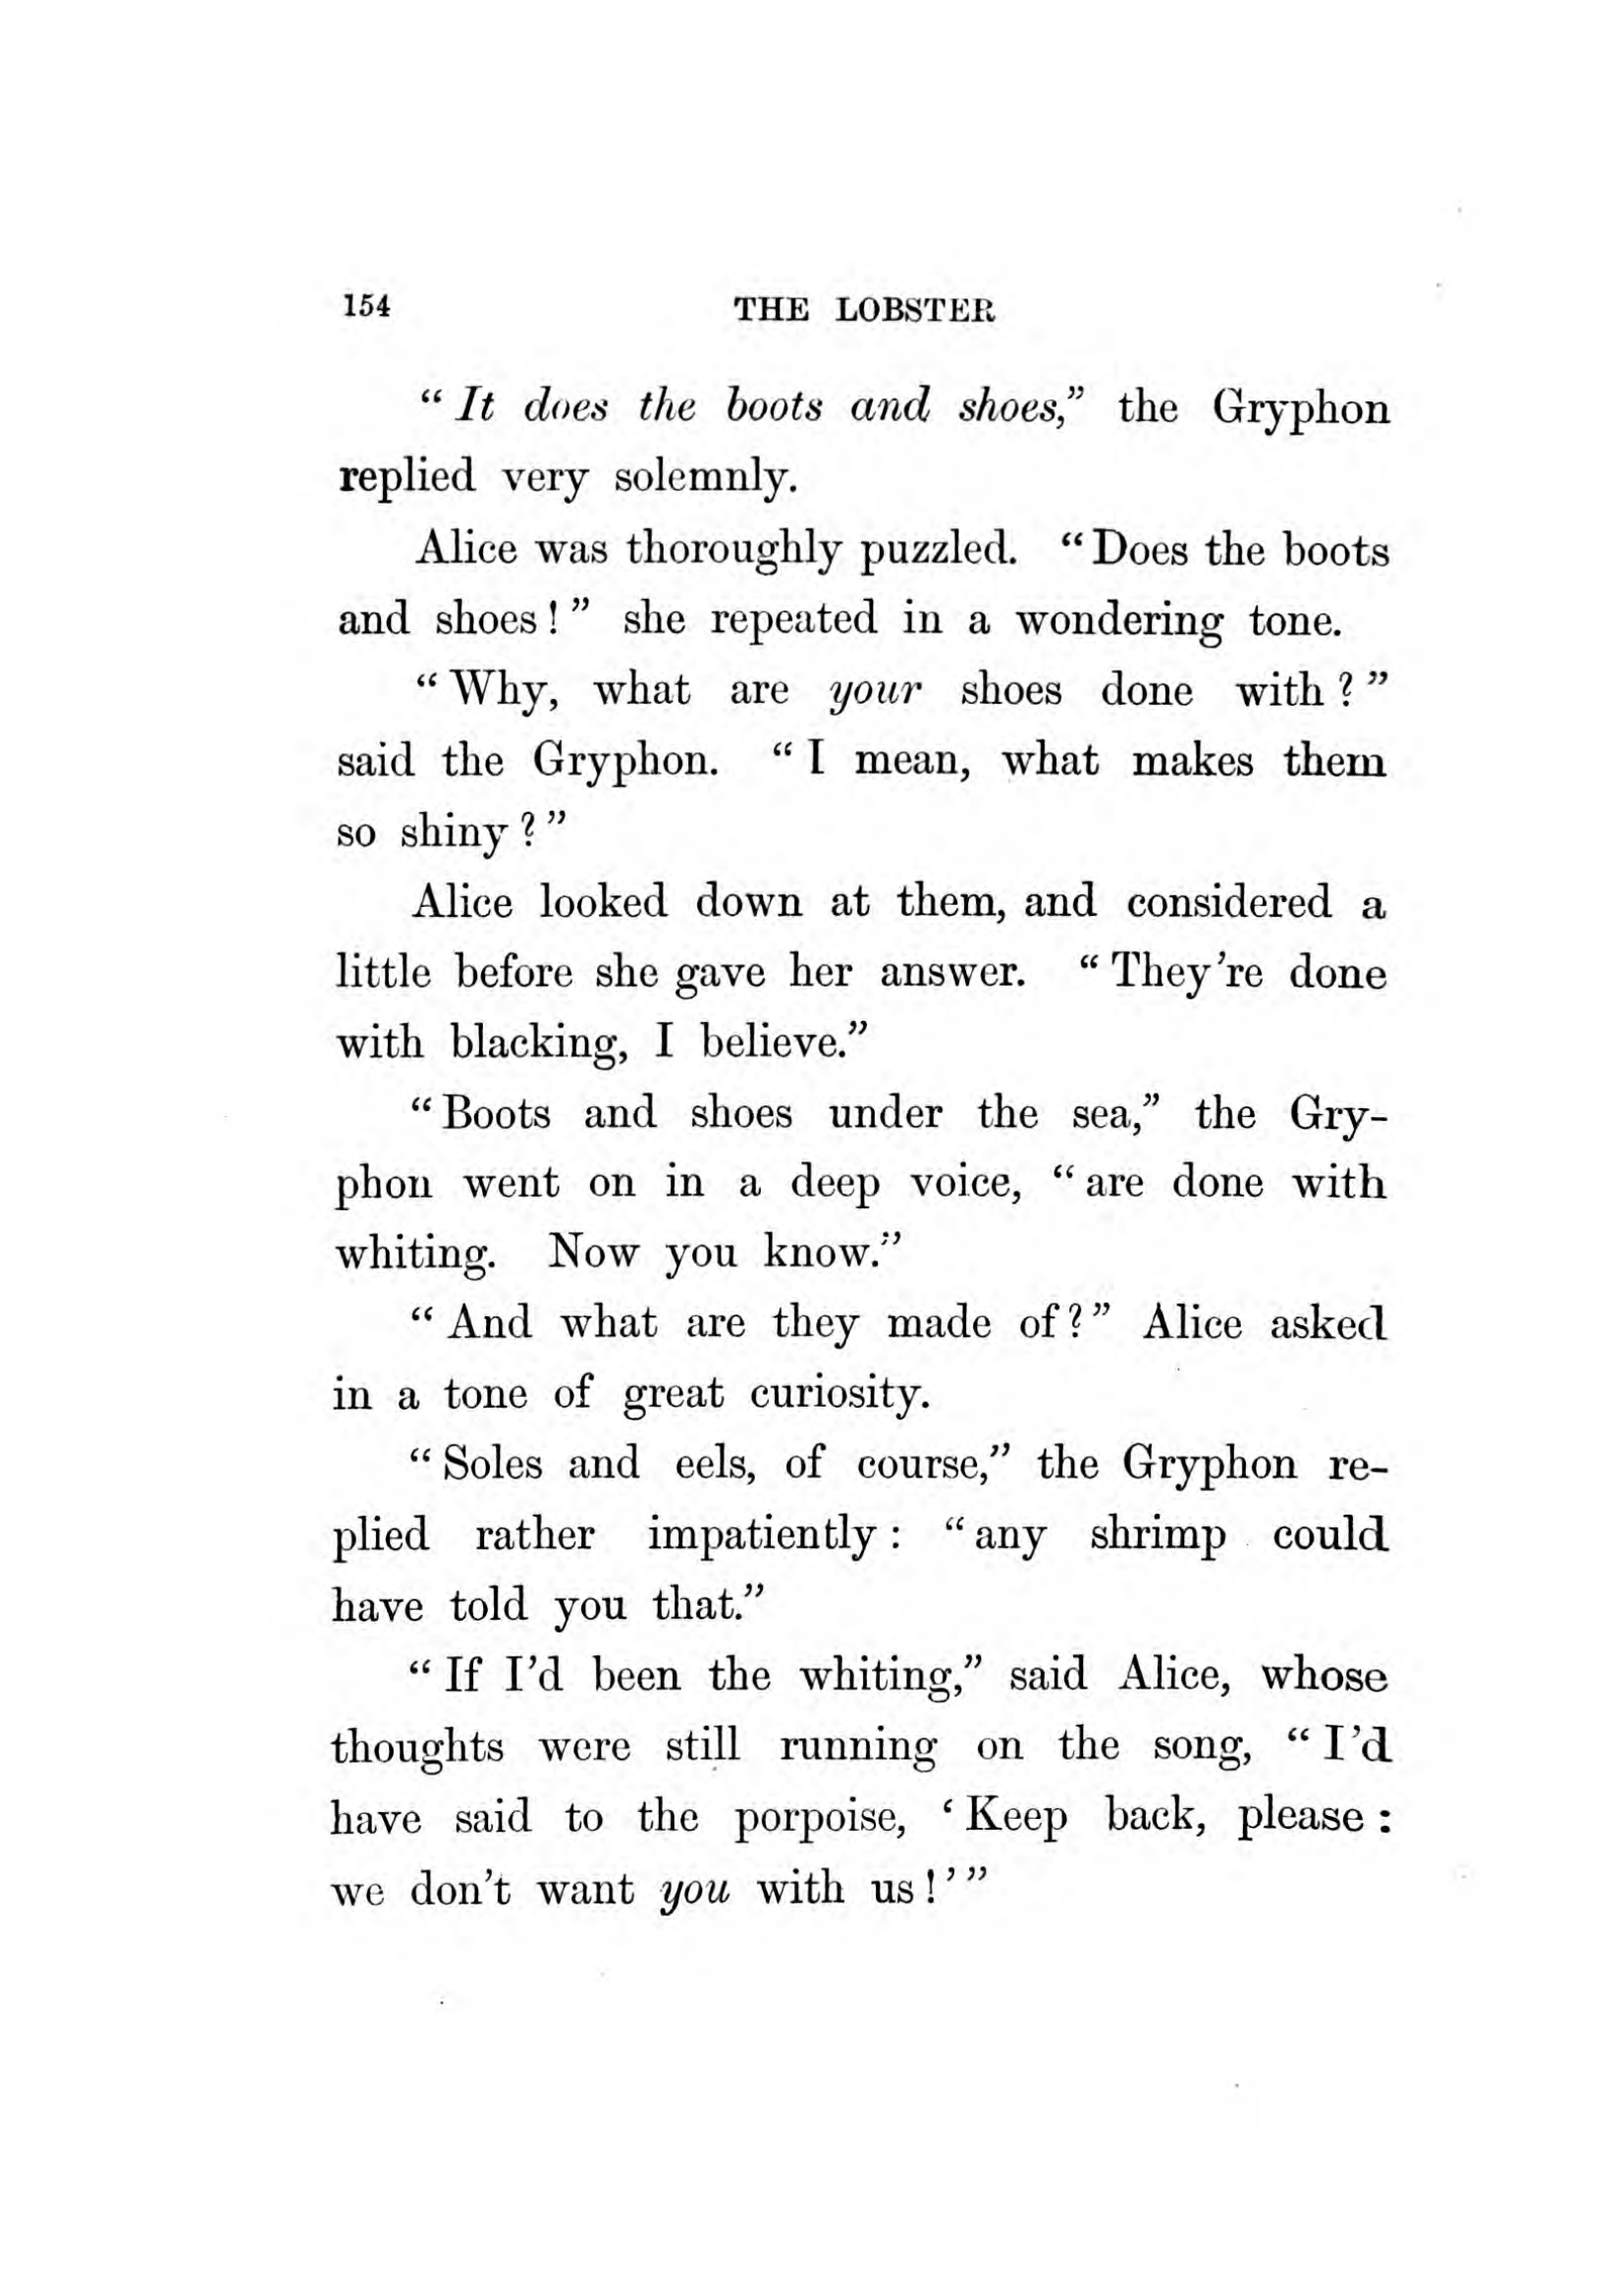 154 THE LOBSTER
“ It does the boots and shoes,” the Gryphon
replied very solemnly.
Alice was thoroughly puzzled. “Does the boots
and shoes!” she repeated in a wondering tone.
“Why, what are your shoes done with?”
said the Gryphon. “I mean, what makes them
so shiny?”
Alice looked down at them, and considered a
little before she gave her answer. “They’re done
with blacking, I believe.”
“Boots and shoes under the sea,” the Gry-
phon went on in a deep voice, “are done with
whiting. Now you know.”
“And what are they made of?” Alice asked
in a tone of great curiosity.
“Soles and eels, of course,” the Gryphon re-
plied rather impatiently: “any shrimp could
have told you that.”
“If I’d been the whiting,” said Alice, whose
thoughts were still running on the song, “I’d
have said to the porpoise, ‘Keep back, please:
we don’t want you with us!’”